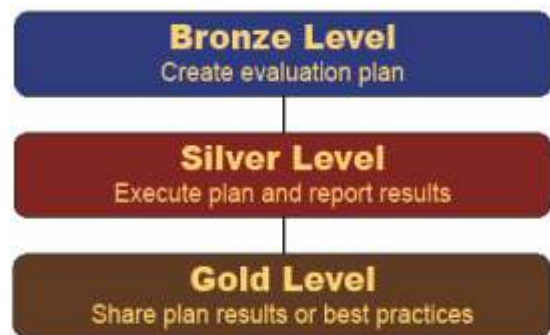 Bronze Level
Create evaluation plan
Silver Level
Execute plan and report results
Gold Level
Share plan results or best practices